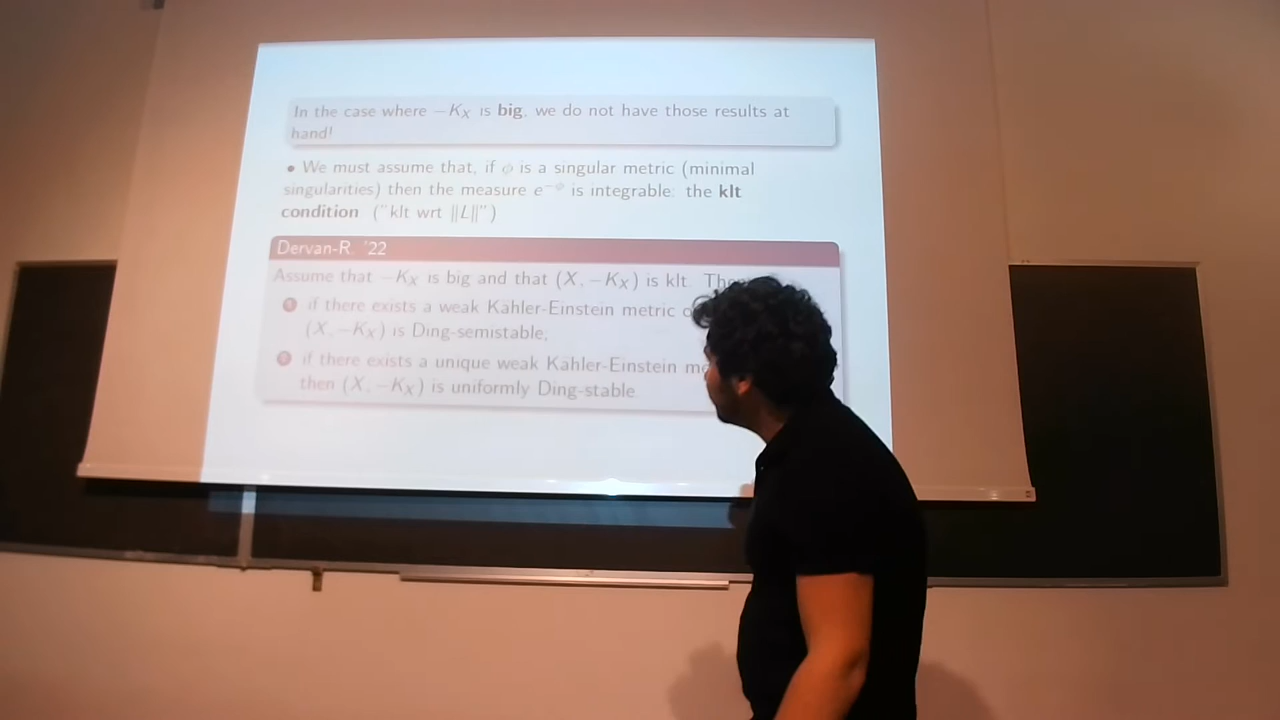 In the case where −K_X is big, we do not have those results at
hand!
• We must assume that, if ϕ is a singular metric (minimal
singularities) then the measure e^{−ϕ} is integrable: the klt
condition ("klt wrt ‖L‖")
Dervan-R. '22
Assume that −K_X is big and that (X, −K_X) is klt.
1 if there exists a weak Kähler-Einstein metric
(X, −K_X) is Ding-semistable,
2 if there exists a unique weak Kähler-Einstein
then (X, −K_X) is uniformly Ding-stable